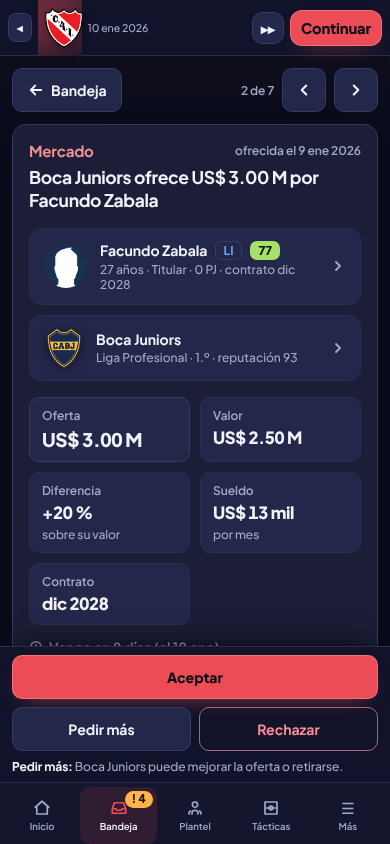 10 ene 2026
Continuar
Bandeja
2 de 7
Mercado
ofrecida el 9 ene 2026
Boca Juniors ofrece US$ 3.00 M por
Facundo Zabala
Facundo Zabala LI 77
27 años · Titular · 0 PJ · contrato dic
2028
CABJ
Boca Juniors
Liga Profesional · 1.º · reputación 93
Oferta
US$ 3.00 M
Valor
US$ 2.50 M
Diferencia
+20 %
sobre su valor
Sueldo
US$ 13 mil
por mes
Contrato
dic 2028
Aceptar
Pedir más
Rechazar
Pedir más: Boca Juniors puede mejorar la oferta o retirarse.
! 4
Inicio
Bandeja
Plantel
Tácticas
Más